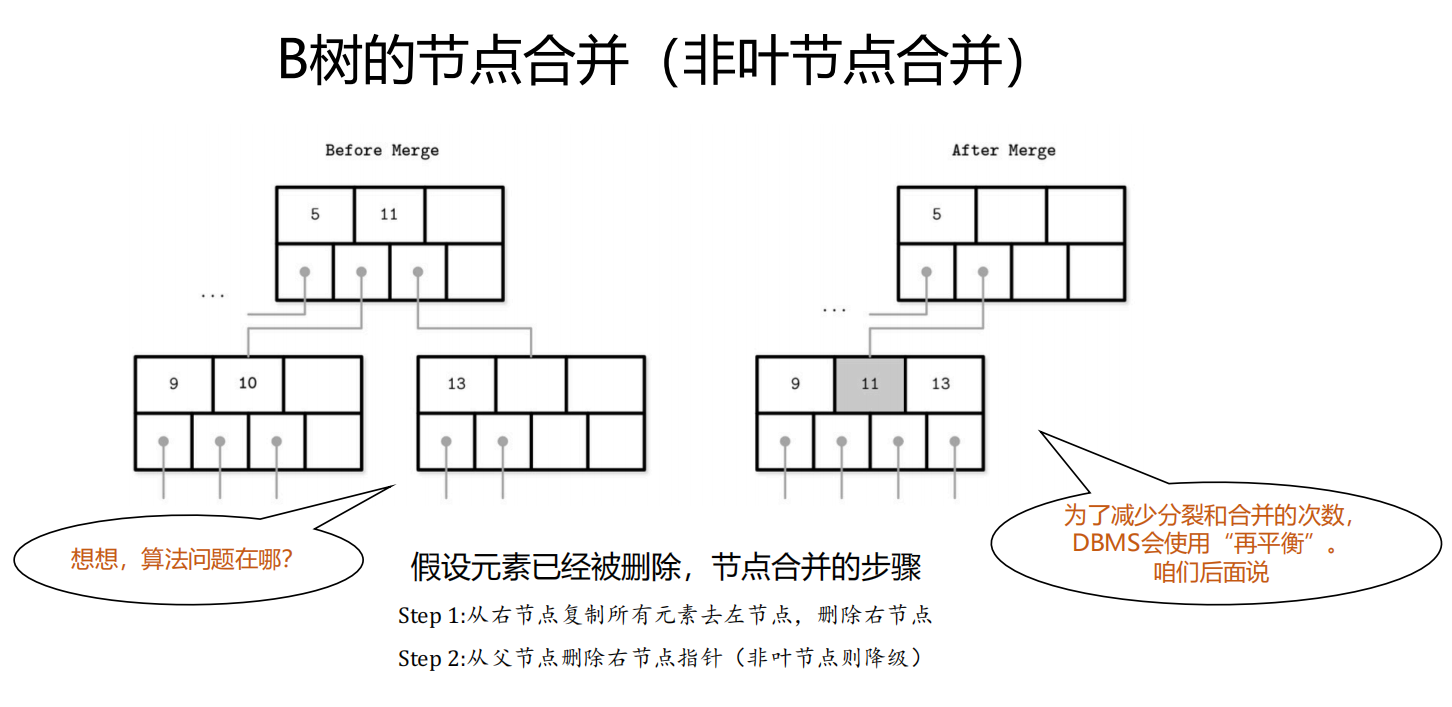 B树的节点合并（非叶节点合并）
Before Merge
After Merge
5 11
5
...
...
9 10
13
9 11 13
想想，算法问题在哪？
为了减少分裂和合并的次数，
DBMS会使用“再平衡”。
咱们后面说
假设元素已经被删除，节点合并的步骤
Step 1:从右节点复制所有元素去左节点，删除右节点
Step 2:从父节点删除右节点指针（非叶节点则降级）